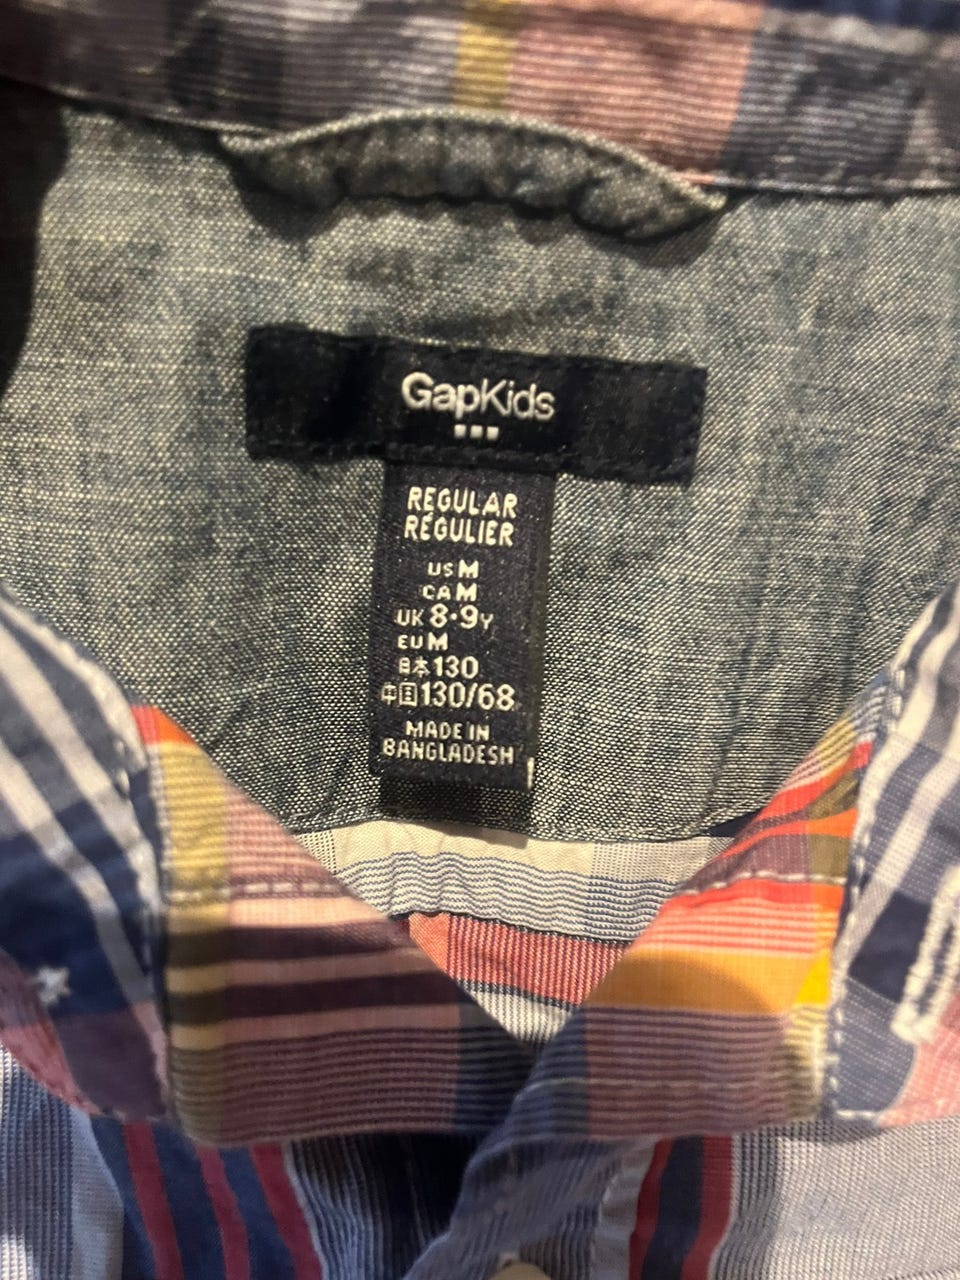 GapKids
REGULAR
RÉGULIER
US M
CA M
UK 8-9Y
EU M
日本 130
中国 130/68
MADE IN
BANGLADESH